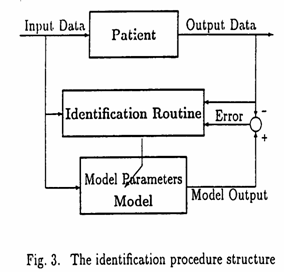 Input Data
Output Data
Patient
-
Identification Routine
Error
+
Model Parameters
Model
Model Output
Fig. 3. The identification procedure structure